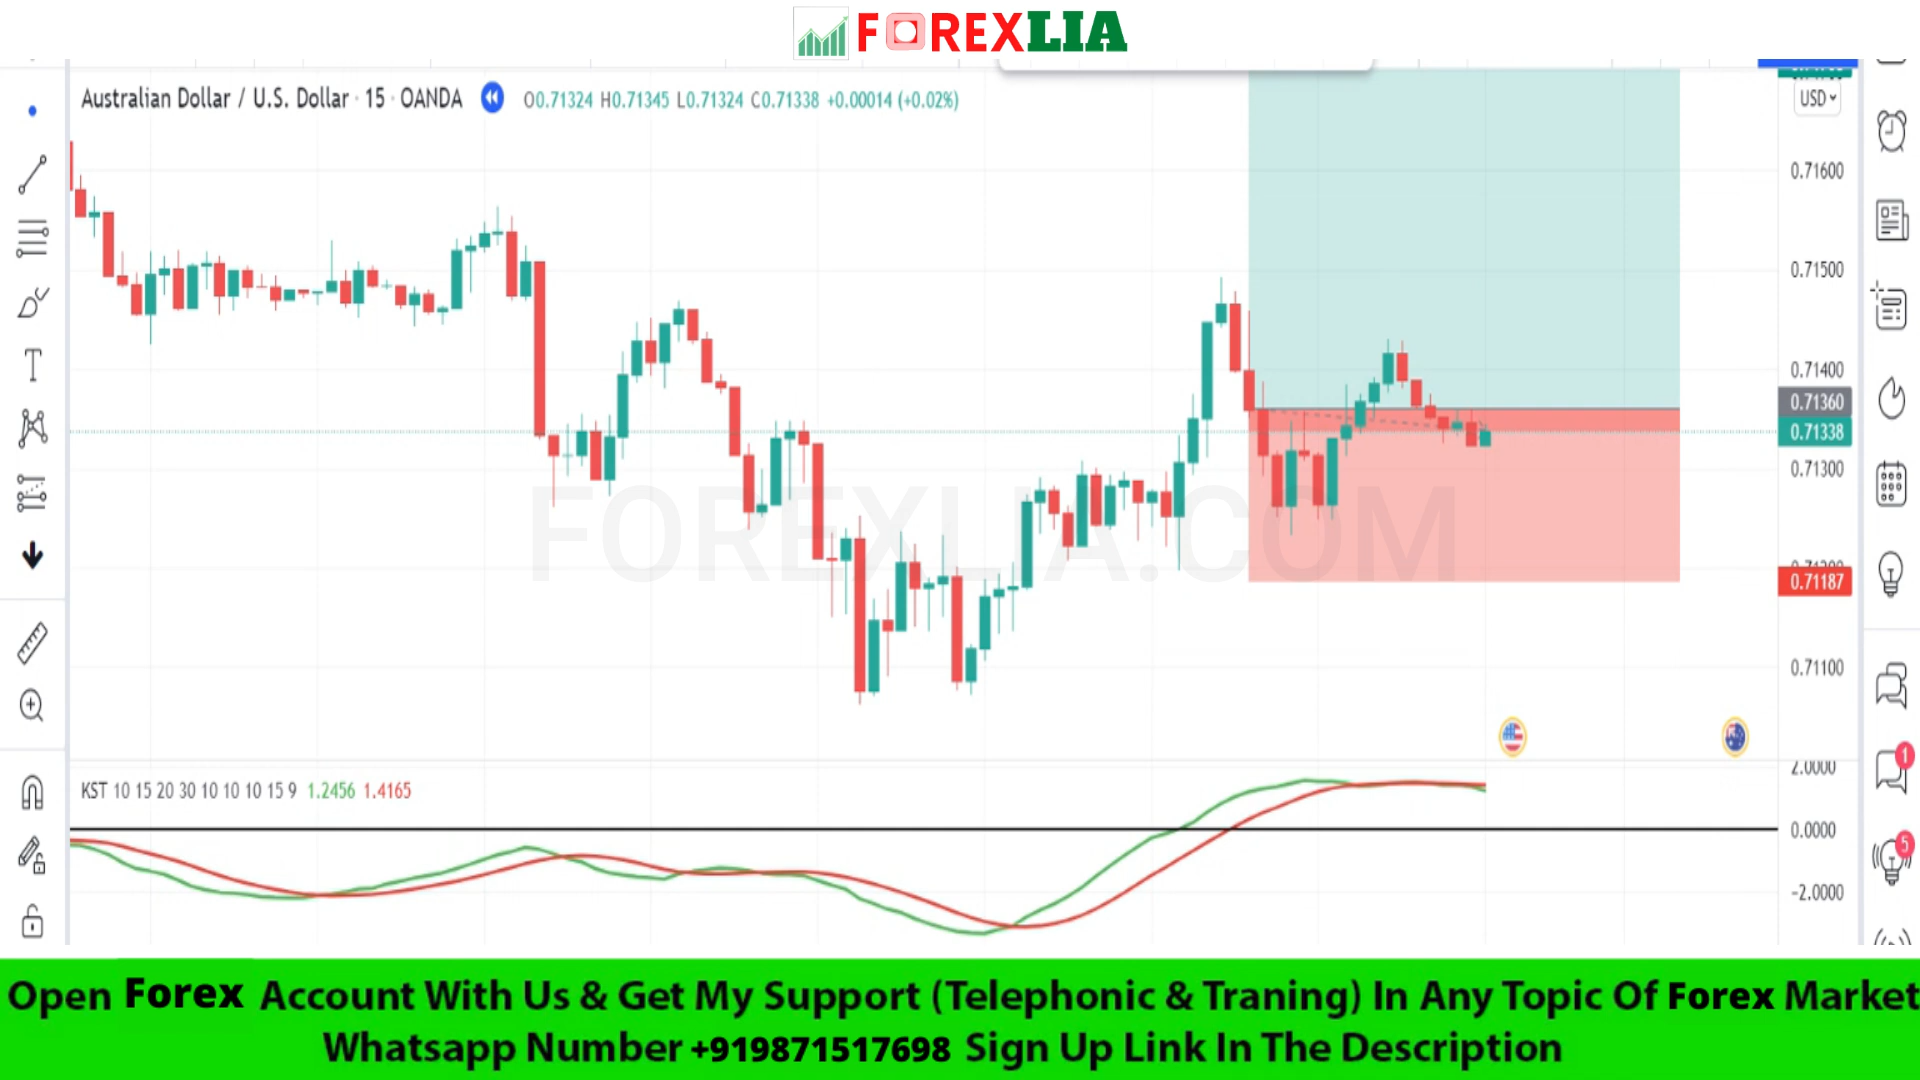 FOREXLIA
Australian Dollar / U.S. Dollar · 15 · OANDA
O0.71324 H0.71345 L0.71324 C0.71338 +0.00014 (+0.02%)
USD
0.71600
0.71500
0.71400
0.71360
0.71338
0.71300
0.71187
0.71100
FOREXLIA.COM
KST 10 15 20 30 10 10 10 15 9 1.2456 1.4165
2.0000
0.0000
-2.0000
1
5
Open Forex Account With Us & Get My Support (Telephonic & Traning) In Any Topic Of Forex Market
Whatsapp Number +919871517698 Sign Up Link In The Description